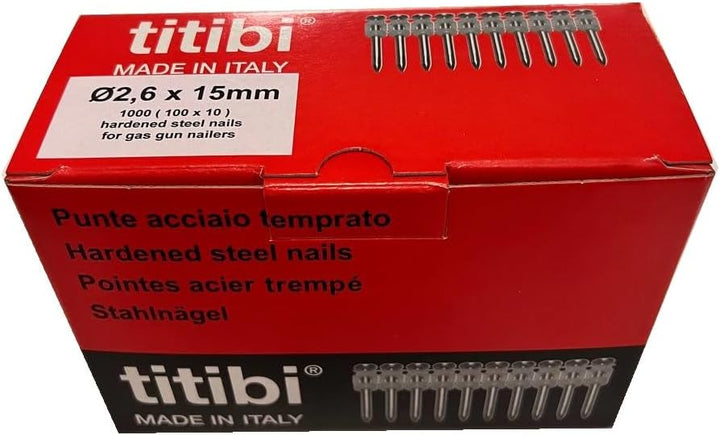 titibi®
MADE IN ITALY
Ø2,6 x 15mm
1000 ( 100 x 10 )
hardened steel nails
for gas gun nailers
Punte acciaio temprato
Hardened steel nails
Pointes acier trempé
Stahlnägel
titibi®
MADE IN ITALY